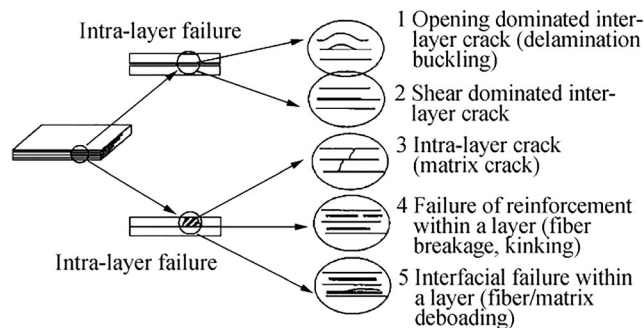 Intra-layer failure
1 Opening dominated inter-
layer crack (delamination
buckling)
2 Shear dominated inter-
layer crack
3 Intra-layer crack
(matrix crack)
4 Failure of reinforcement
within a layer (fiber
breakage, kinking)
Intra-layer failure
5 Interfacial failure within
a layer (fiber/matrix
deboading)